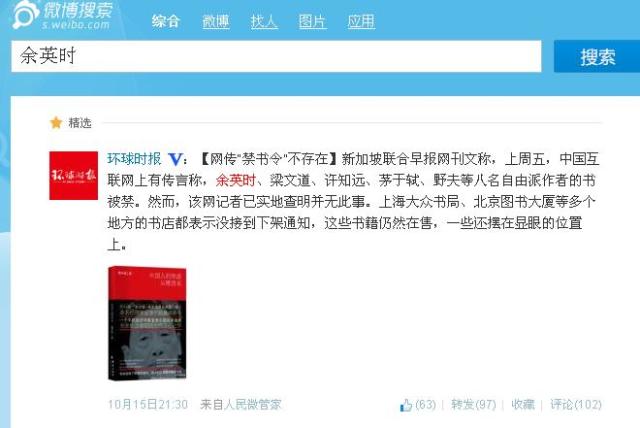 微博搜索
s.weibo.com
综合 微博 找人 图片 应用
余英时
搜索
精选
环球时报
环球时报 V：【网传“禁书令”不存在】新加坡联合早报网刊文称，上周五，中国互
联网上有传言称，余英时、梁文道、许知远、茅于轼、野夫等八名自由派作者的书
被禁。然而，该网记者已实地查明并无此事。上海大众书局、北京图书大厦等多个
地方的书店都表示没接到下架通知，这些书籍仍然在售，一些还摆在显眼的位置
上。
10月15日21:30 来自人民微管家
(63) | 转发(97) | 收藏 | 评论(102)